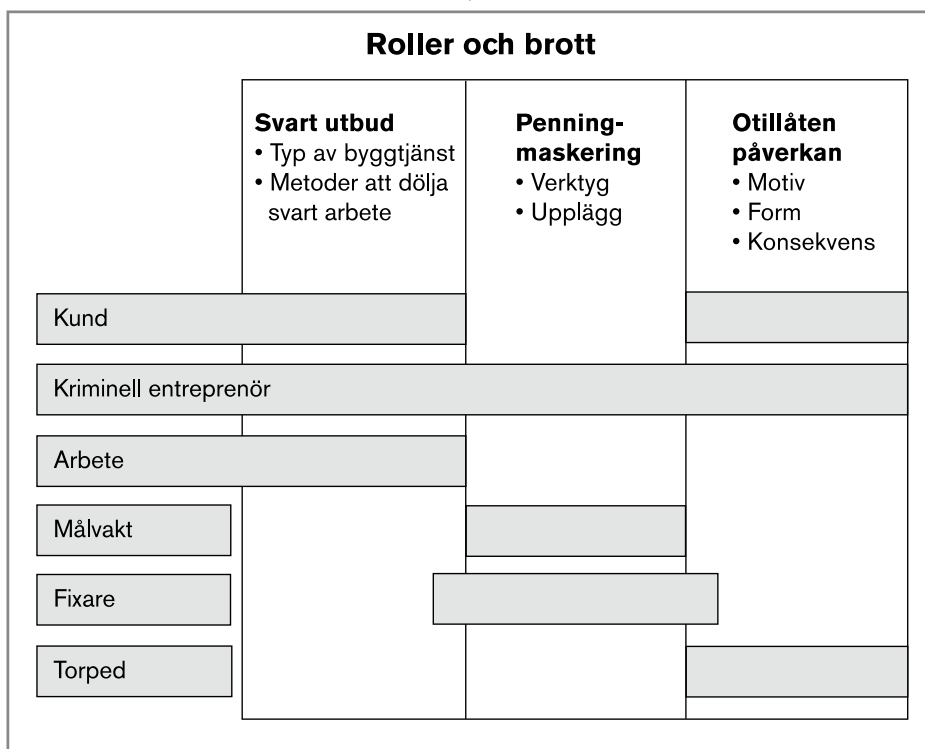 Roller och brott
Svart utbud
• Typ av byggtjänst
• Metoder att dölja
svart arbete
Penning-
maskering
• Verktyg
• Upplägg
Otillåten
påverkan
• Motiv
• Form
• Konsekvens
Kund
Kriminell entreprenör
Arbete
Målvakt
Fixare
Torped